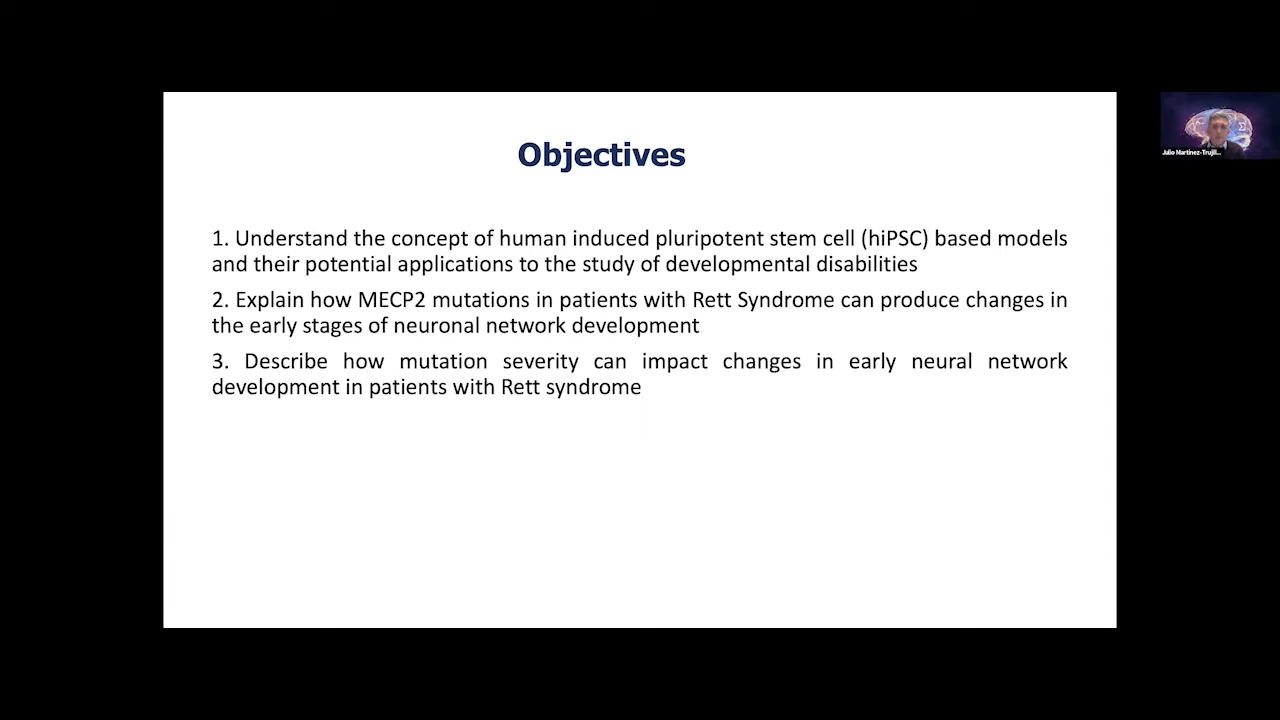 Objectives
Julio Martinez-Trujill...
1. Understand the concept of human induced pluripotent stem cell (hiPSC) based models
and their potential applications to the study of developmental disabilities
2. Explain how MECP2 mutations in patients with Rett Syndrome can produce changes in
the early stages of neuronal network development
3. Describe how mutation severity can impact changes in early neural network
development in patients with Rett syndrome